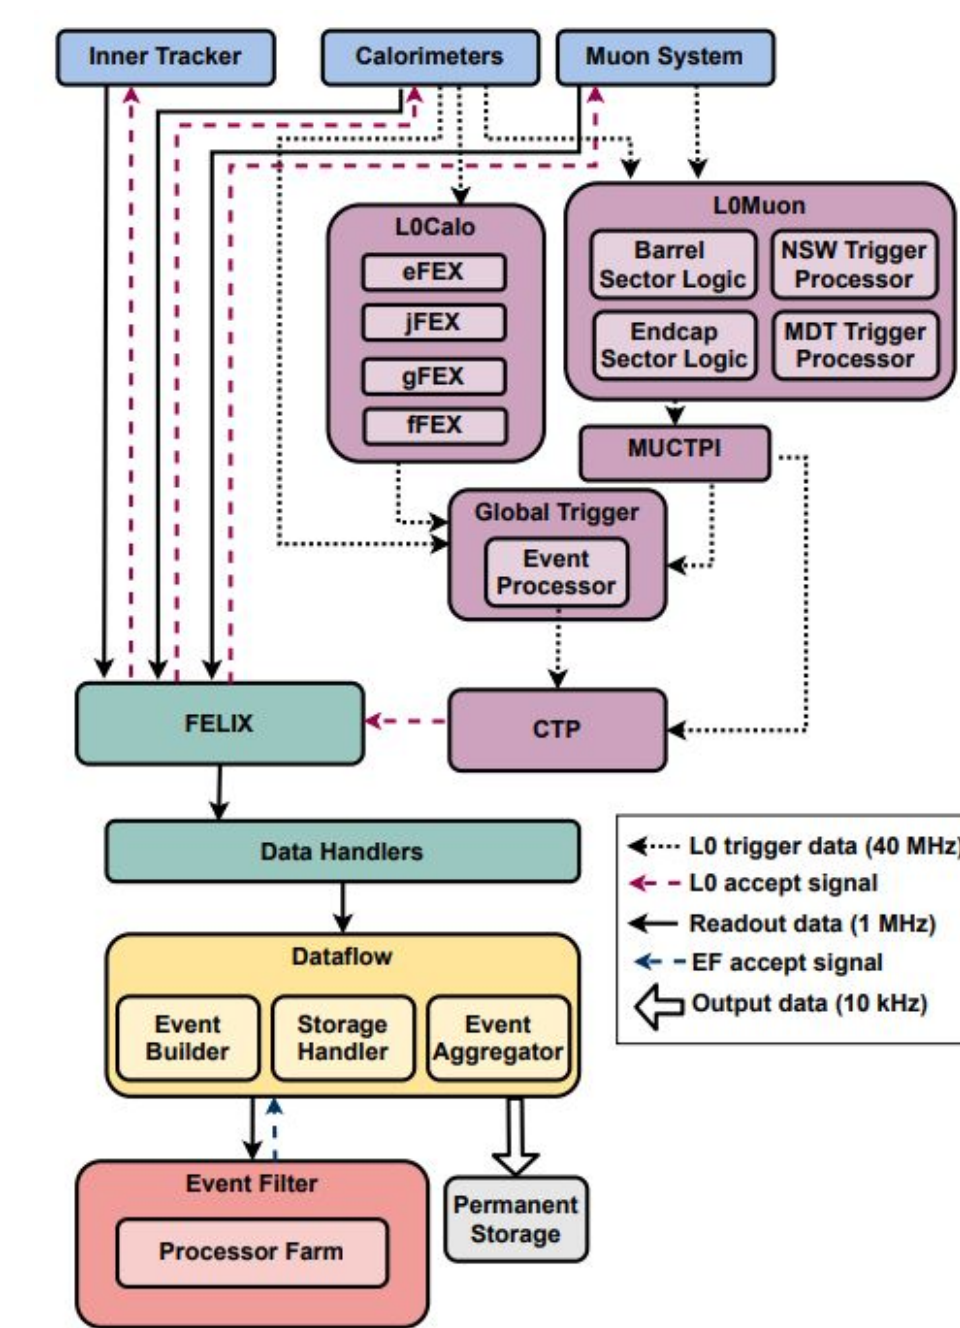 Inner Tracker
Calorimeters
Muon System
L0Calo
eFEX
jFEX
gFEX
fFEX
L0Muon
Barrel
Sector Logic
NSW Trigger
Processor
Endcap
Sector Logic
MDT Trigger
Processor
MUCTPI
Global Trigger
Event
Processor
FELIX
CTP
Data Handlers
L0 trigger data (40 MHz)
L0 accept signal
Readout data (1 MHz)
EF accept signal
Output data (10 kHz)
Dataflow
Event
Builder
Storage
Handler
Event
Aggregator
Event Filter
Processor Farm
Permanent
Storage